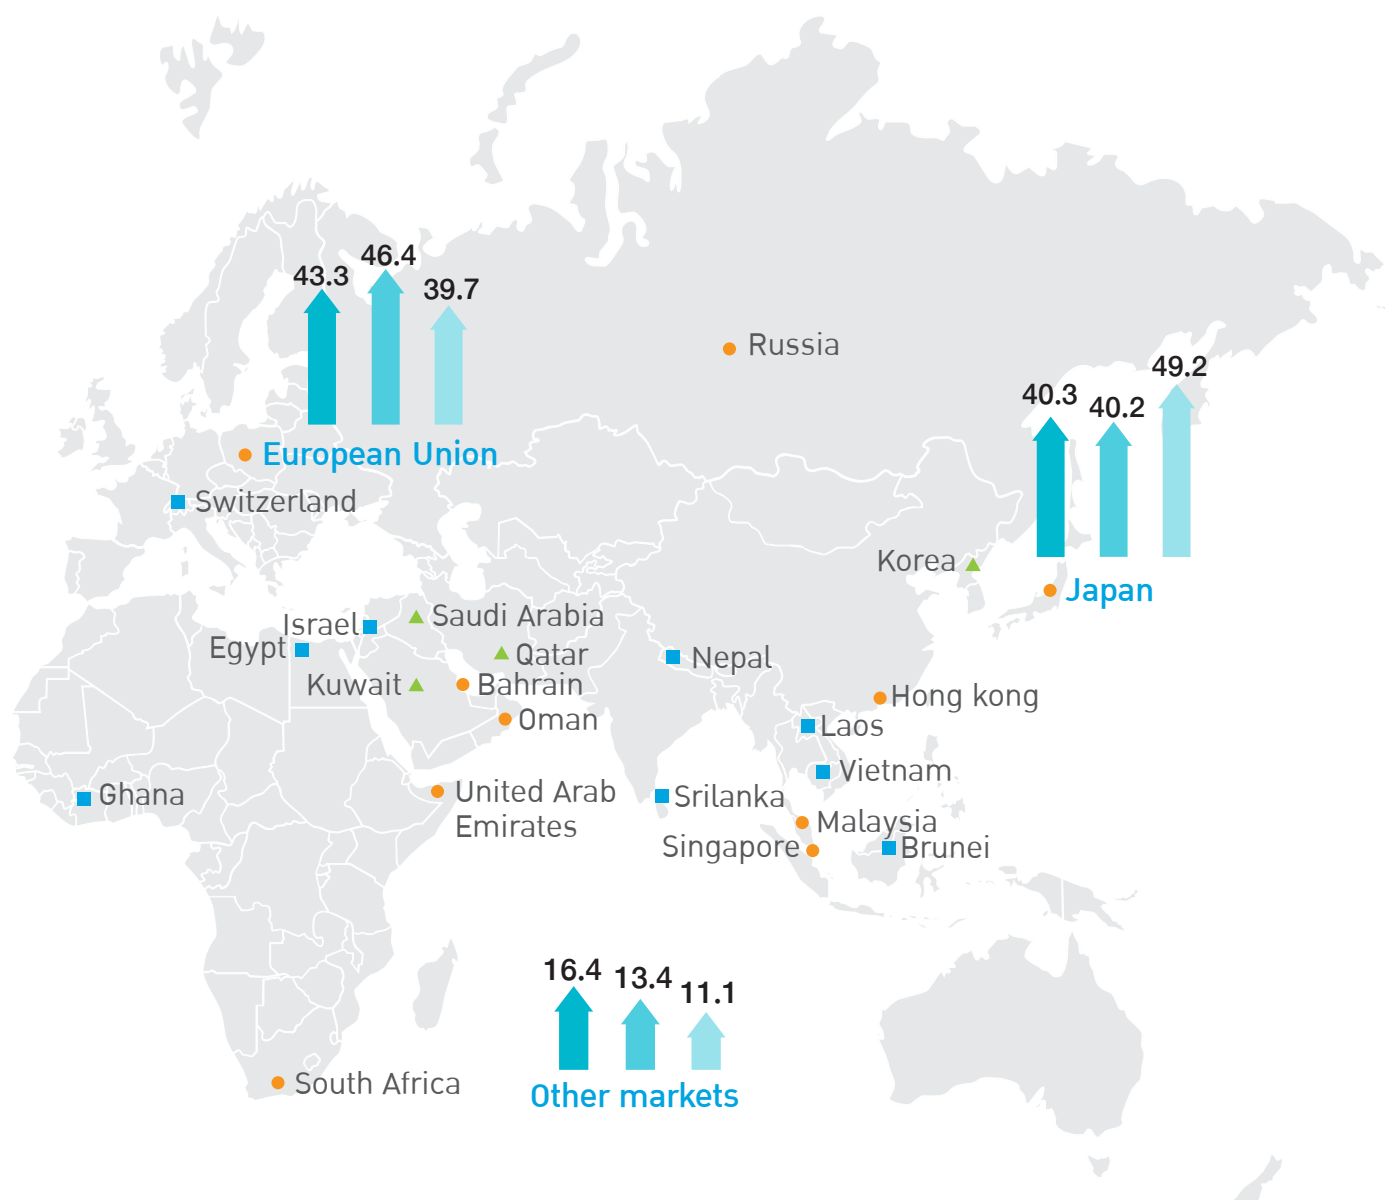 46.4
43.3
39.7
Russia
49.2
40.3
40.2
European Union
Switzerland
Korea
Japan
Saudi Arabia
Israel
Egypt
Qatar
Nepal
Kuwait
Bahrain
Hong kong
Oman
Laos
Vietnam
Ghana
United Arab
Emirates
Srilanka
Malaysia
Singapore
Brunei
16.4
13.4
11.1
South Africa
Other markets